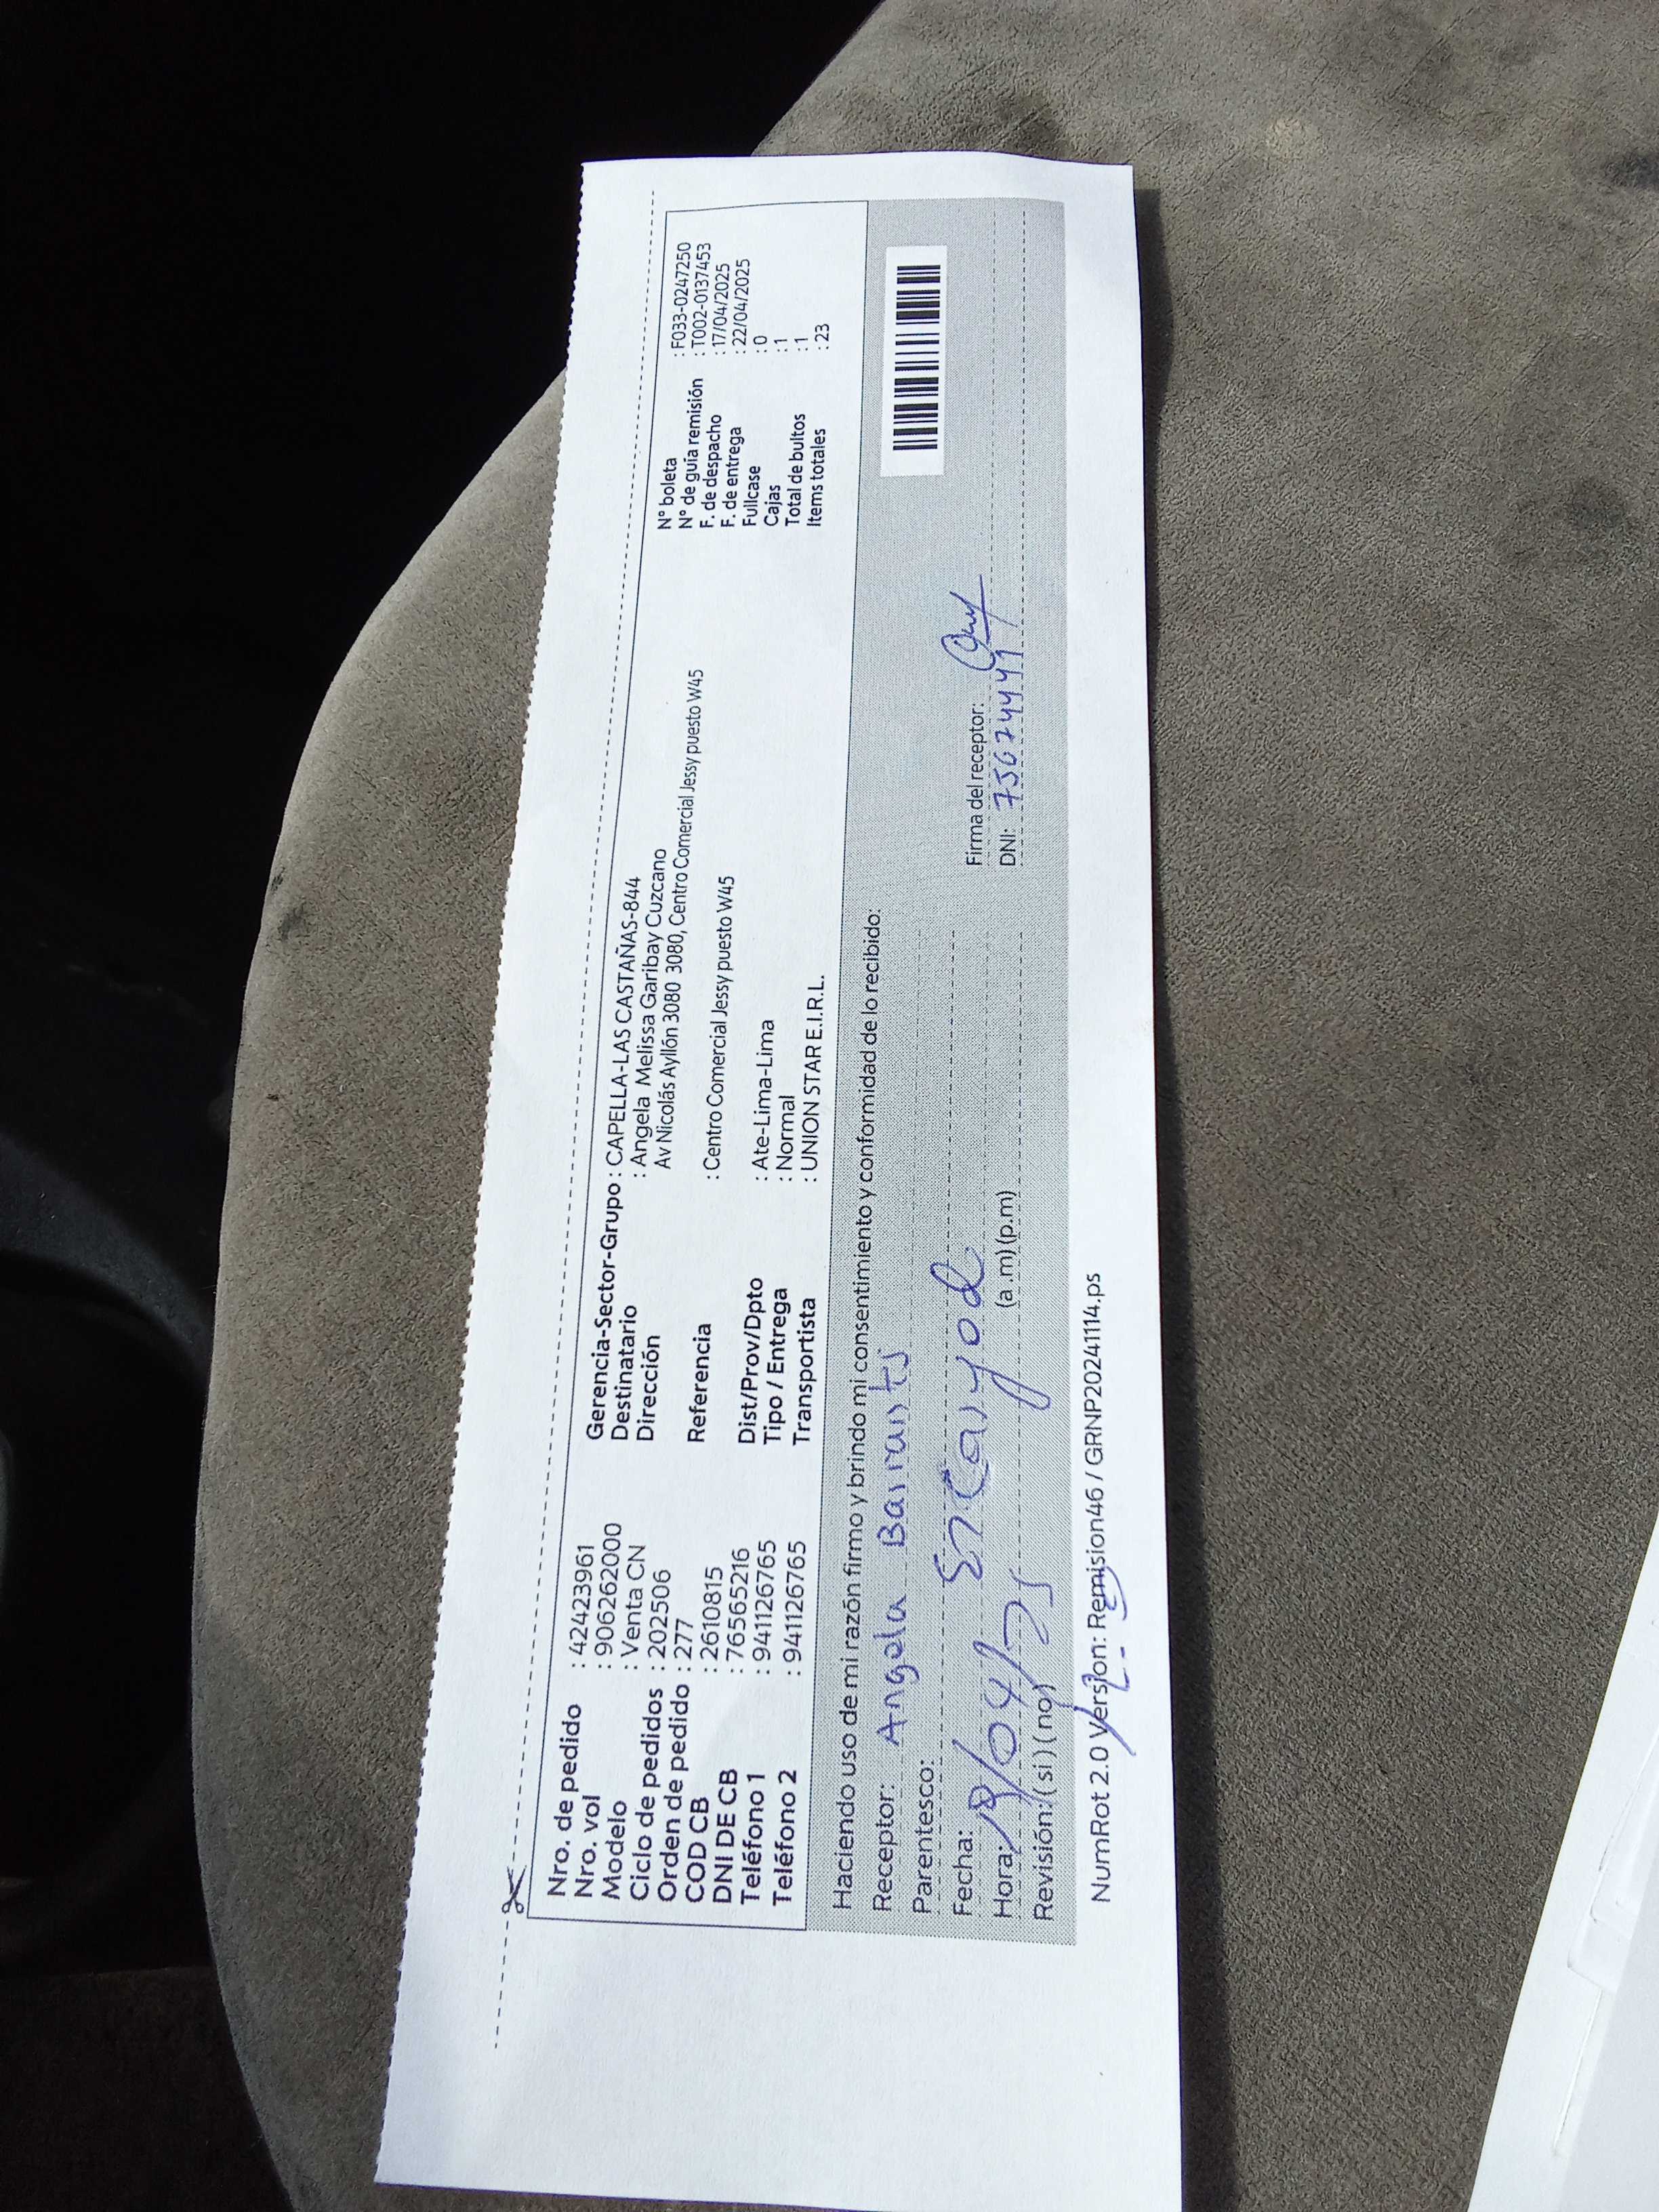 Nro. de pedido : 42423961
Nro. vol : 906262000
Modelo : Venta CN
Ciclo de pedidos : 202506
Orden de pedido : 277
COD CB : 2610815
DNI DE CB : 76565216
Teléfono 1 : 941126765
Teléfono 2 : 941126765
Gerencia-Sector-Grupo : CAPELLA-LAS CASTAÑAS-844
Destinatario : Angela Melissa Garibay Cuzcano
Dirección Av Nicolás Ayllón 3080 3080, Centro Comercial Jessy puesto W45
Referencia : Centro Comercial Jessy puesto W45
Dist/Prov/Dpto : Ate-Lima-Lima
Tipo / Entrega : Normal
Transportista : UNION STAR E.I.R.L.
N° boleta : F033-0247250
N° de guía remisión : T002-0137453
F. de despacho : 17/04/2025
F. de entrega : 22/04/2025
Fullcase : 0
Cajas : 1
Total de bultos : 1
Items totales : 23
Haciendo uso de mi razón firmo y brindo mi consentimiento y conformidad de lo recibido:
Receptor: Angela Barrantes
Parentesco: Encargod
Fecha: /04/25
Hora: (a.m) (p.m)
Revisión: (si) (no)
Firma del receptor:
DNI:
NumRot 2.0 Version: Remision46 / GRNP20241114.ps